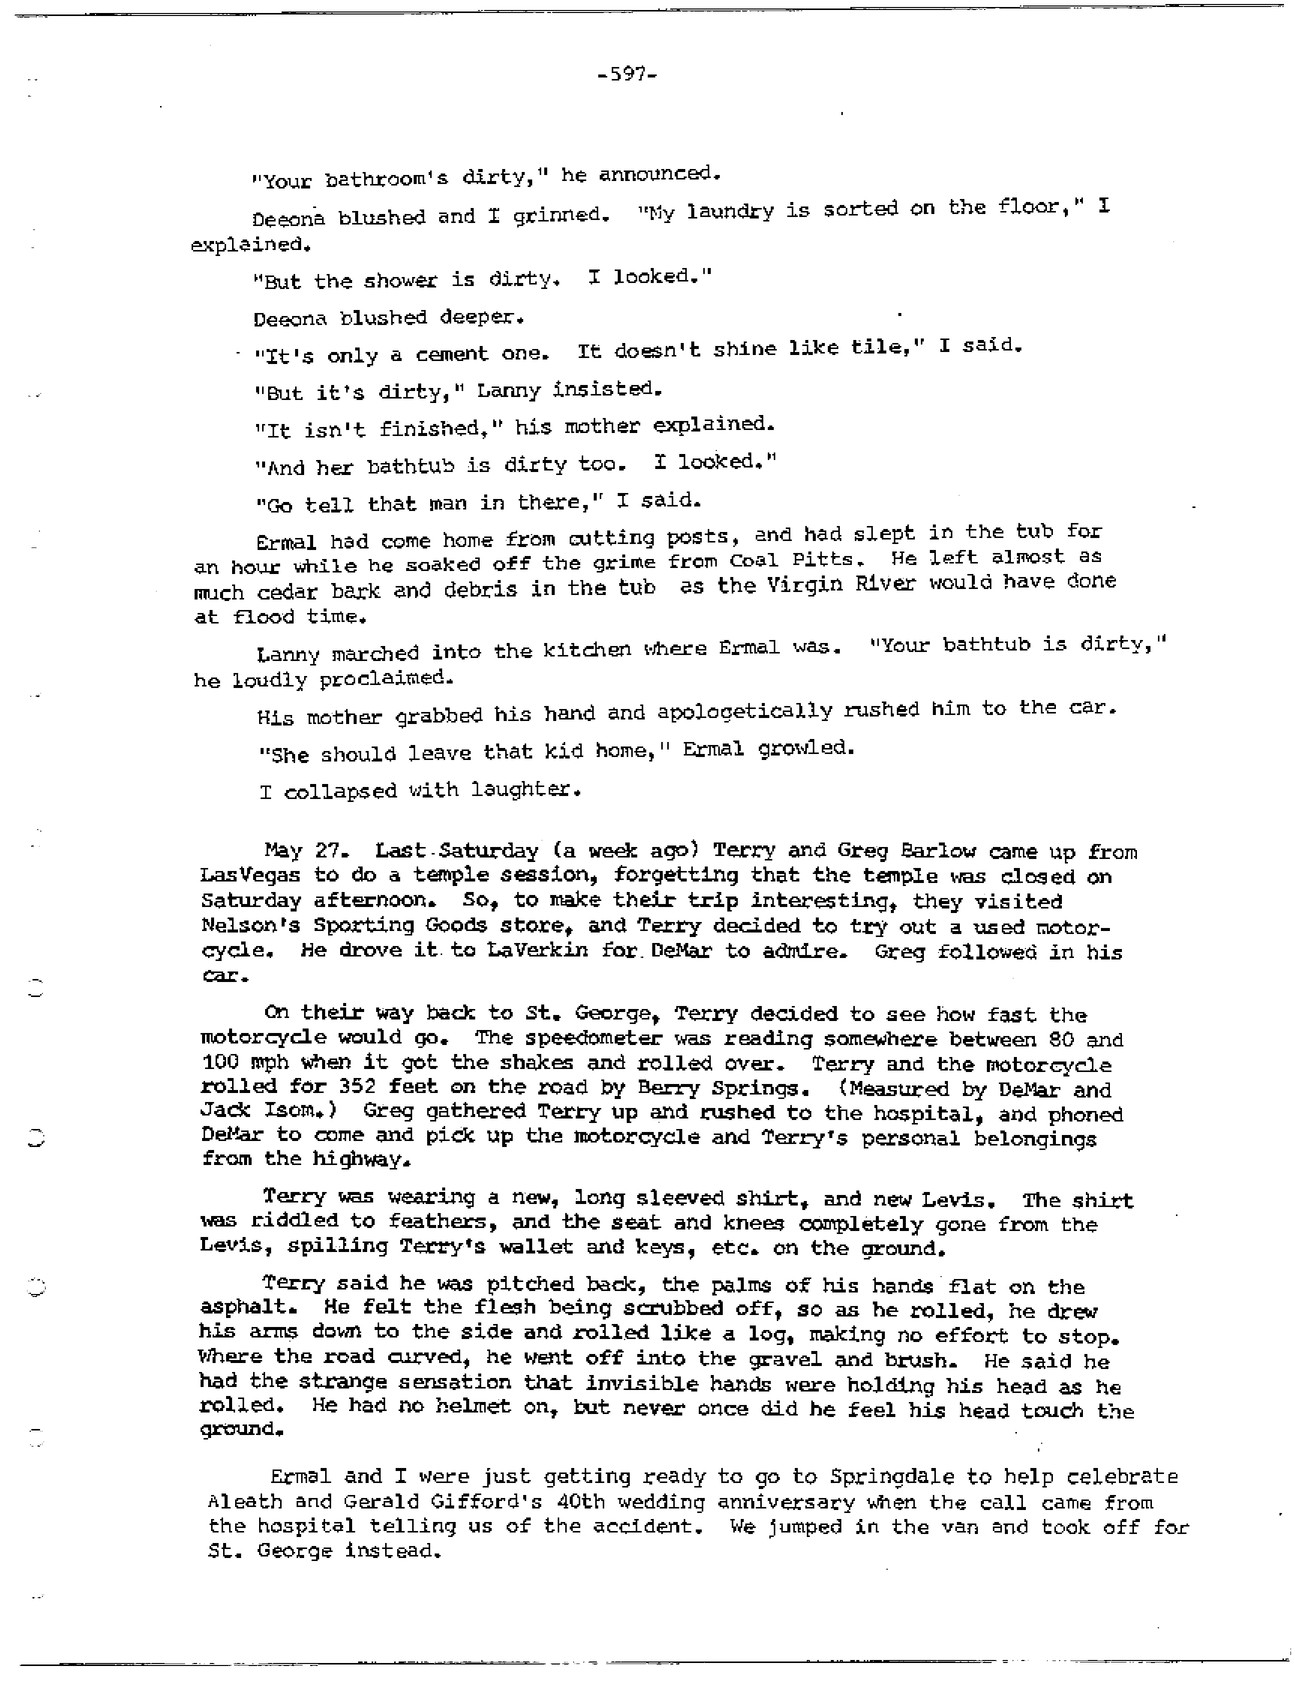 -597-
"Your bathroom's dirty," he announced.
Deeona blushed and I grinned. "My laundry is sorted on the floor," I
explained.
"But the shower is dirty. I looked."
Deeona blushed deeper.
"It's only a cement one. It doesn't shine like tile," I said.
"But it's dirty," Lanny insisted.
"It isn't finished," his mother explained.
"And her bathtub is dirty too. I looked."
"Go tell that man in there," I said.
Ermal had come home from cutting posts, and had slept in the tub for
an hour while he soaked off the grime from Coal Pitts. He left almost as
much cedar bark and debris in the tub as the Virgin River would have done
at flood time.
Lanny marched into the kitchen where Ermal was. "Your bathtub is dirty,"
he loudly proclaimed.
His mother grabbed his hand and apologetically rushed him to the car.
"She should leave that kid home," Ermal growled.
I collapsed with laughter.
May 27. Last Saturday (a week ago) Terry and Greg Barlow came up from
LasVegas to do a temple session, forgetting that the temple was closed on
Saturday afternoon. So, to make their trip interesting, they visited
Nelson's Sporting Goods store, and Terry decided to try out a used motor-
cycle. He drove it to LaVerkin for DeMar to admire. Greg followed in his
car.
On their way back to St. George, Terry decided to see how fast the
motorcycle would go. The speedometer was reading somewhere between 80 and
100 mph when it got the shakes and rolled over. Terry and the motorcycle
rolled for 352 feet on the road by Berry Springs. (Measured by DeMar and
Jack Isom.) Greg gathered Terry up and rushed to the hospital, and phoned
DeMar to come and pick up the motorcycle and Terry's personal belongings
from the highway.
Terry was wearing a new, long sleeved shirt, and new Levis. The shirt
was riddled to feathers, and the seat and knees completely gone from the
Levis, spilling Terry's wallet and keys, etc. on the ground.
Terry said he was pitched back, the palms of his hands flat on the
asphalt. He felt the flesh being scrubbed off, so as he rolled, he drew
his arms down to the side and rolled like a log, making no effort to stop.
Where the road curved, he went off into the gravel and brush. He said he
had the strange sensation that invisible hands were holding his head as he
rolled. He had no helmet on, but never once did he feel his head touch the
ground.
Ermal and I were just getting ready to go to Springdale to help celebrate
Aleath and Gerald Gifford's 40th wedding anniversary when the call came from
the hospital telling us of the accident. We jumped in the van and took off for
St. George instead.